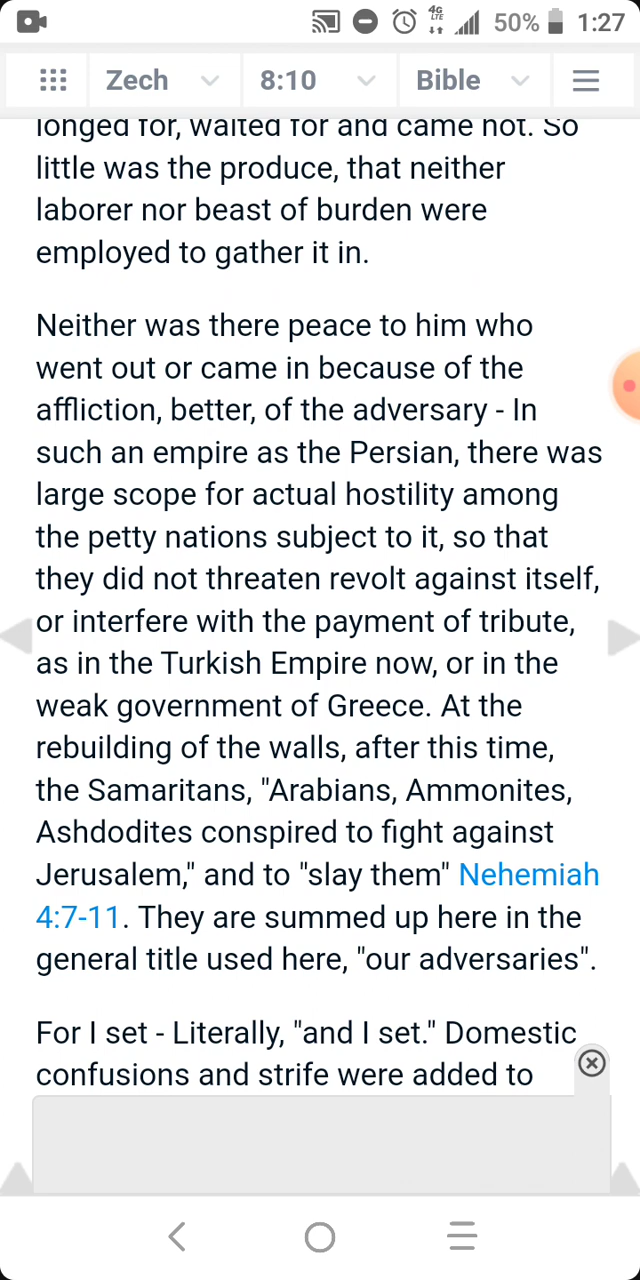 4G
LTE
50%
1:27
Zech
8:10
Bible
longed for, waited for and came not. So
little was the produce, that neither
laborer nor beast of burden were
employed to gather it in.
Neither was there peace to him who
went out or came in because of the
affliction, better, of the adversary - In
such an empire as the Persian, there was
large scope for actual hostility among
the petty nations subject to it, so that
they did not threaten revolt against itself,
or interfere with the payment of tribute,
as in the Turkish Empire now, or in the
weak government of Greece. At the
rebuilding of the walls, after this time,
the Samaritans, "Arabians, Ammonites,
Ashdodites conspired to fight against
Jerusalem," and to "slay them" Nehemiah
4:7-11. They are summed up here in the
general title used here, "our adversaries".
For I set - Literally, "and I set." Domestic
confusions and strife were added to